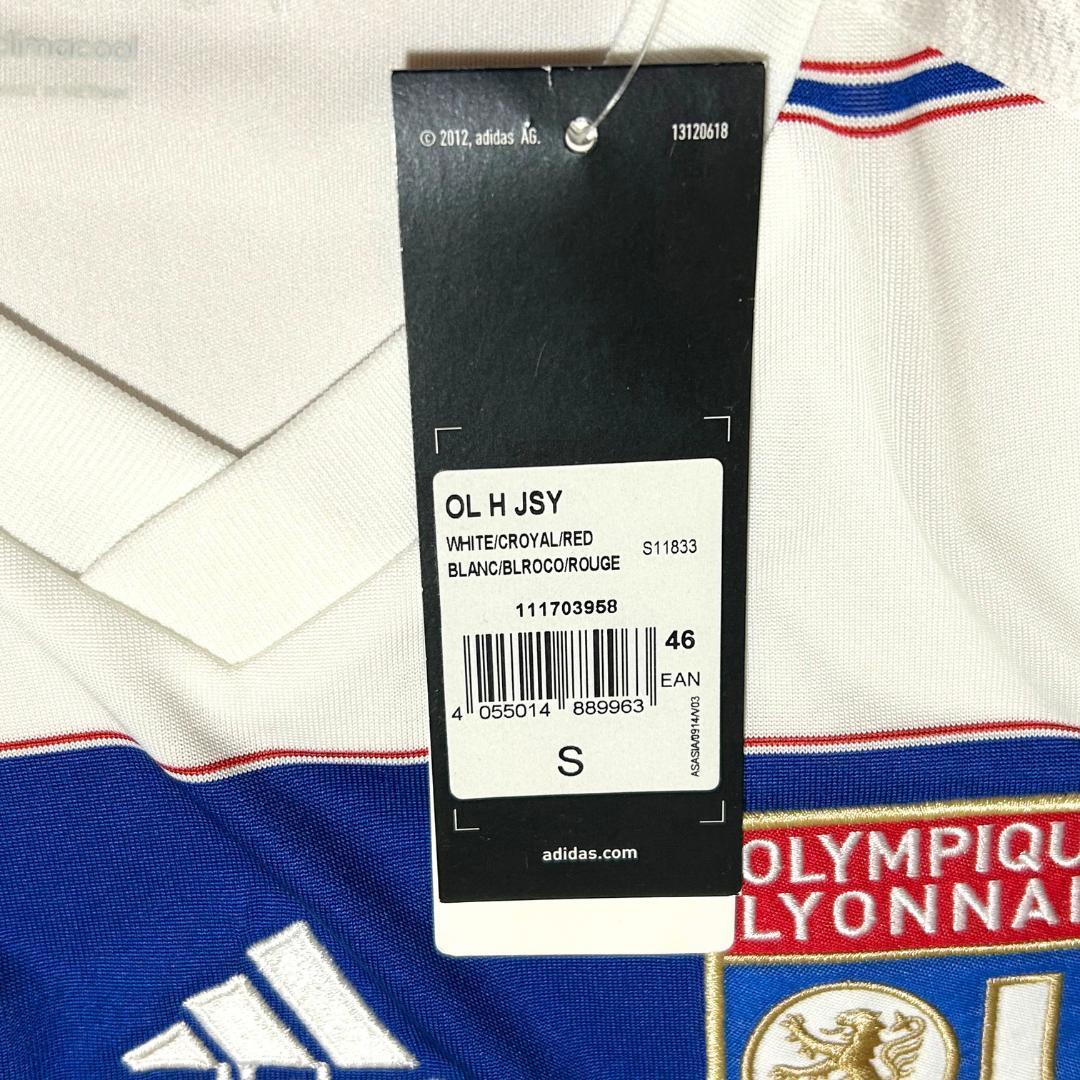 climacool
© 2012, adidas AG.
13120618
OL H JSY
WHITE/CROYAL/RED
S11833
BLANC/BLROCO/ROUGE
111703958
46
EAN
4 055014 889963
ASASIA/0914/V03
S
adidas.com
OLYMPIQU
LYONNAI
OL